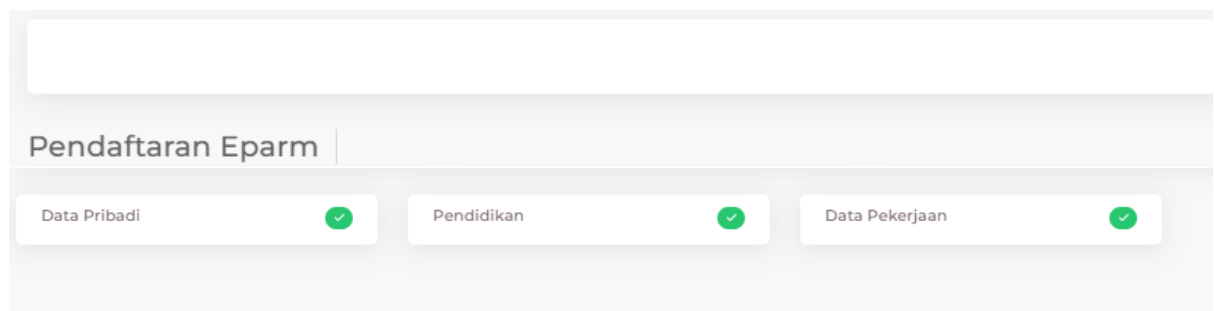 Pendaftaran Eparm
Data Pribadi
Pendidikan
Data Pekerjaan